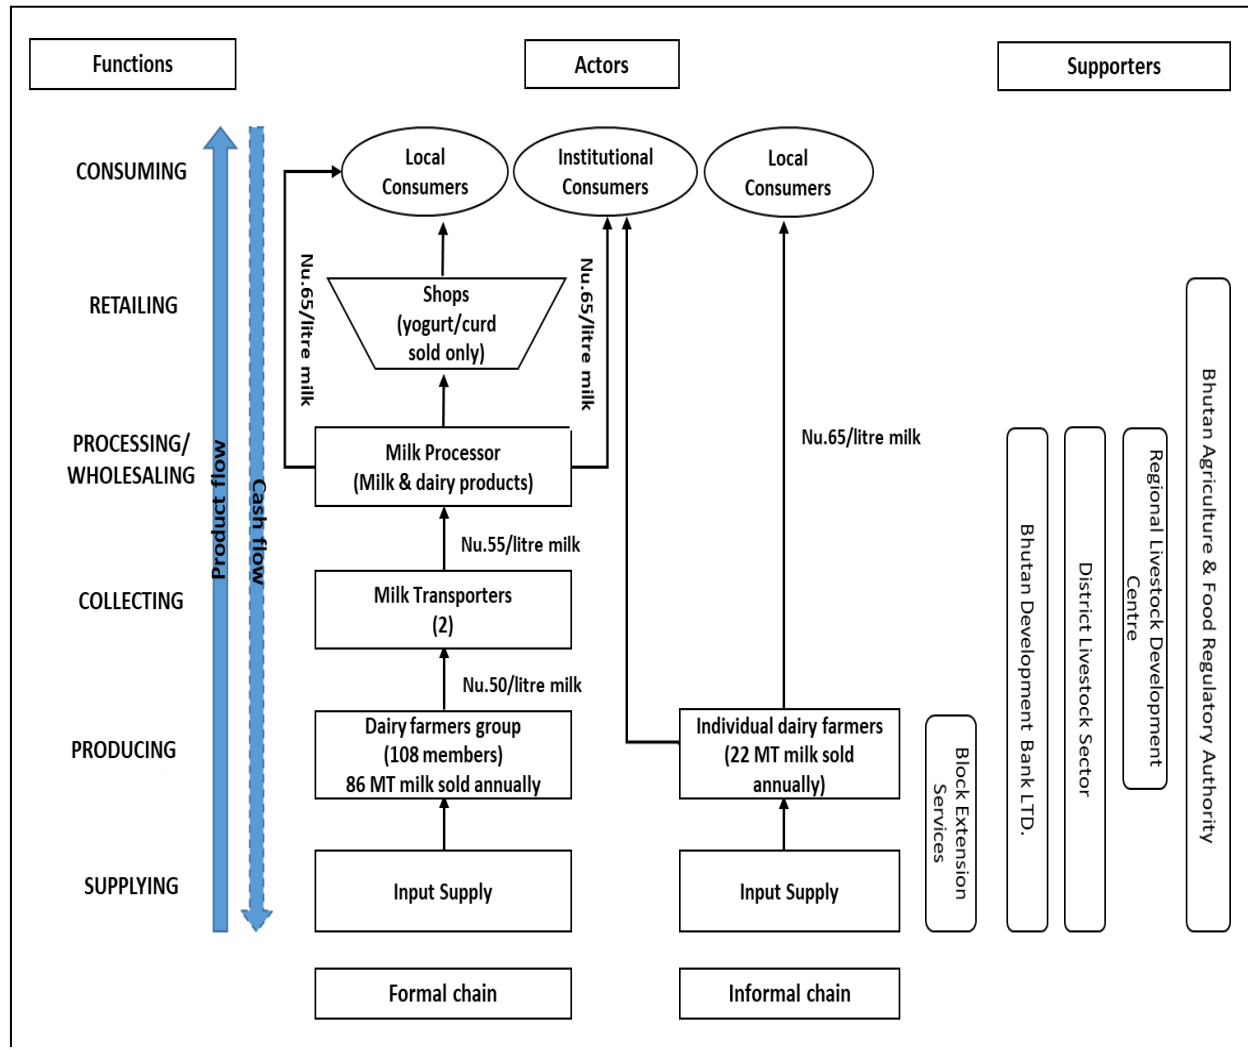 Functions
Actors
Supporters
CONSUMING
Local
Consumers
Institutional
Consumers
Local
Consumers
Nu.65/litre milk
Nu.65/litre milk
RETAILING
Shops
(yogurt/curd
sold only)
PROCESSING/
WHOLESALING
Milk Processor
(Milk & dairy products)
Nu.65/litre milk
Product flow
Cash flow
Nu.55/litre milk
COLLECTING
Milk Transporters
(2)
Nu.50/litre milk
PRODUCING
Dairy farmers group
(108 members)
86 MT milk sold annually
Individual dairy farmers
(22 MT milk sold
annually)
SUPPLYING
Input Supply
Input Supply
Block Extension
Services
Bhutan Development Bank LTD.
District Livestock Sector
Regional Livestock Development
Centre
Bhutan Agriculture & Food Regulatory Authority
Formal chain
Informal chain